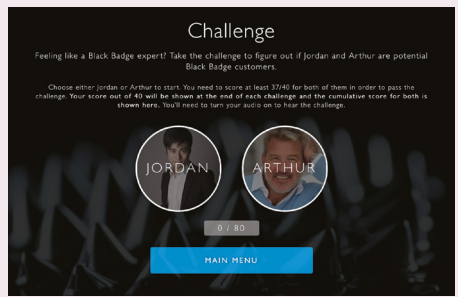 Challenge
Feeling like a Black Badge expert? Take the challenge to figure out if Jordan and Arthur are potential
Black Badge customers.
Choose either Jordan or Arthur to start. You need to score at least 37/40 for both of them in order to pass the
challenge. Your score out of 40 will be shown at the end of each challenge and the cumulative score for both is
shown here. You'll need to turn your audio on to hear the challenge.
JORDAN
ARTHUR
0 / 80
MAIN MENU